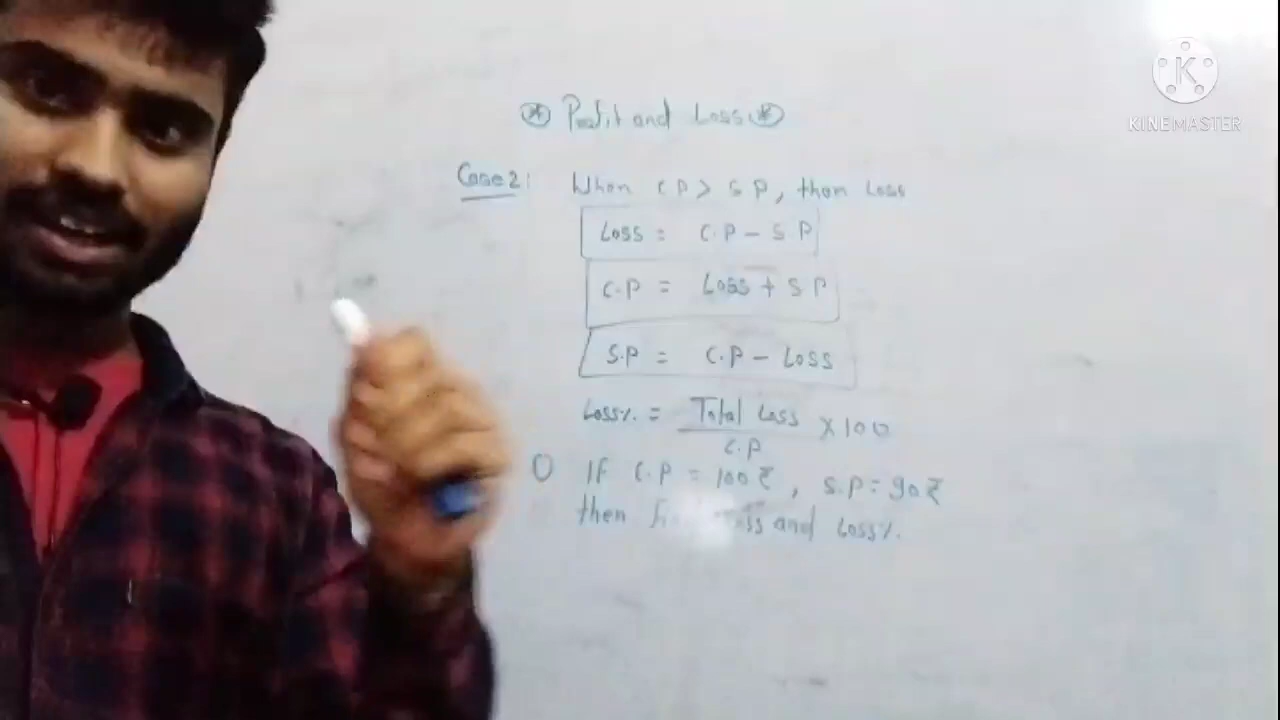 * Profit and Loss *
Case 2: When C P > S P, then Loss
Loss = C.P - S P
C.P = Loss + S P
S.P = C.P - Loss
Loss% = Total Loss / C.P × 100
If C.P = 100 ₹, S.P = 90 ₹
then and Loss%.
K
KINEMASTER